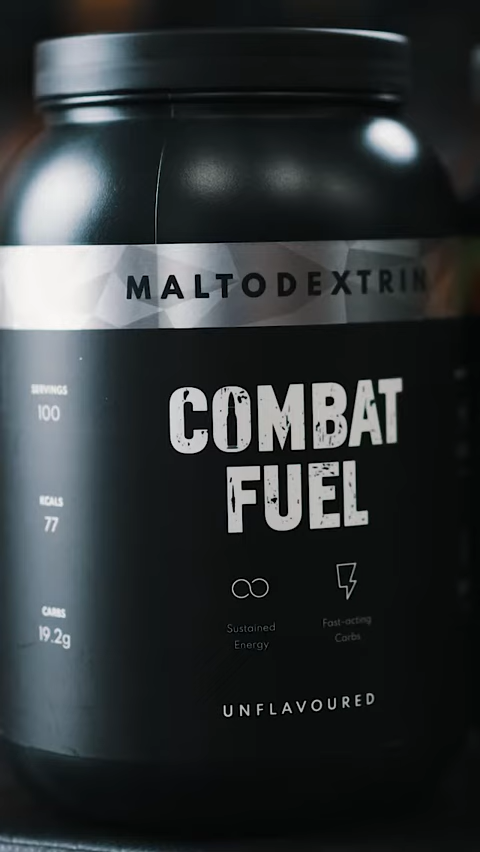 MALTODEXTRIN
SERVINGS
100
KCALS
77
CARBS
19.2g
COMBAT
FUEL
Sustained
Energy
Fast-acting
Carbs
UNFLAVOURED